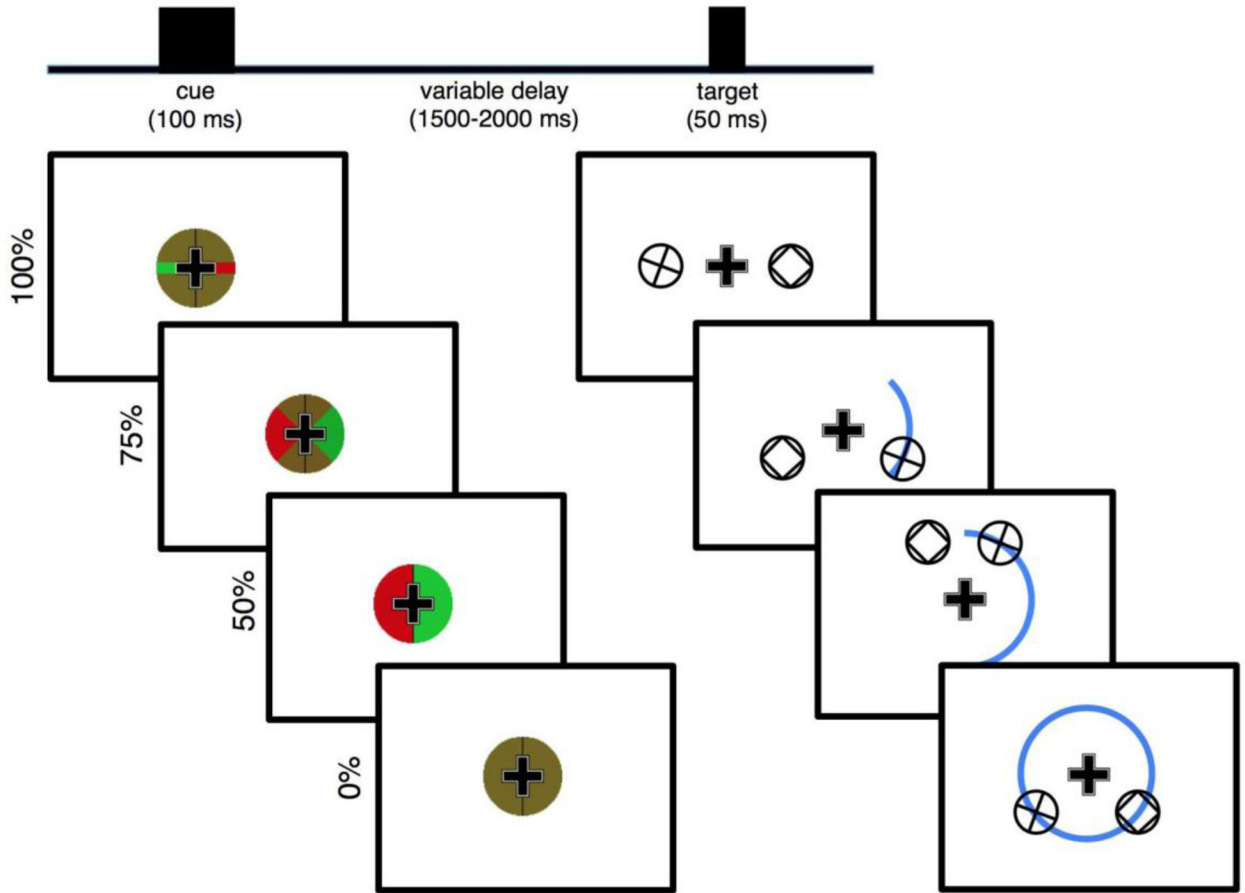 cue
(100 ms)
variable delay
(1500-2000 ms)
target
(50 ms)
100%
75%
50%
0%